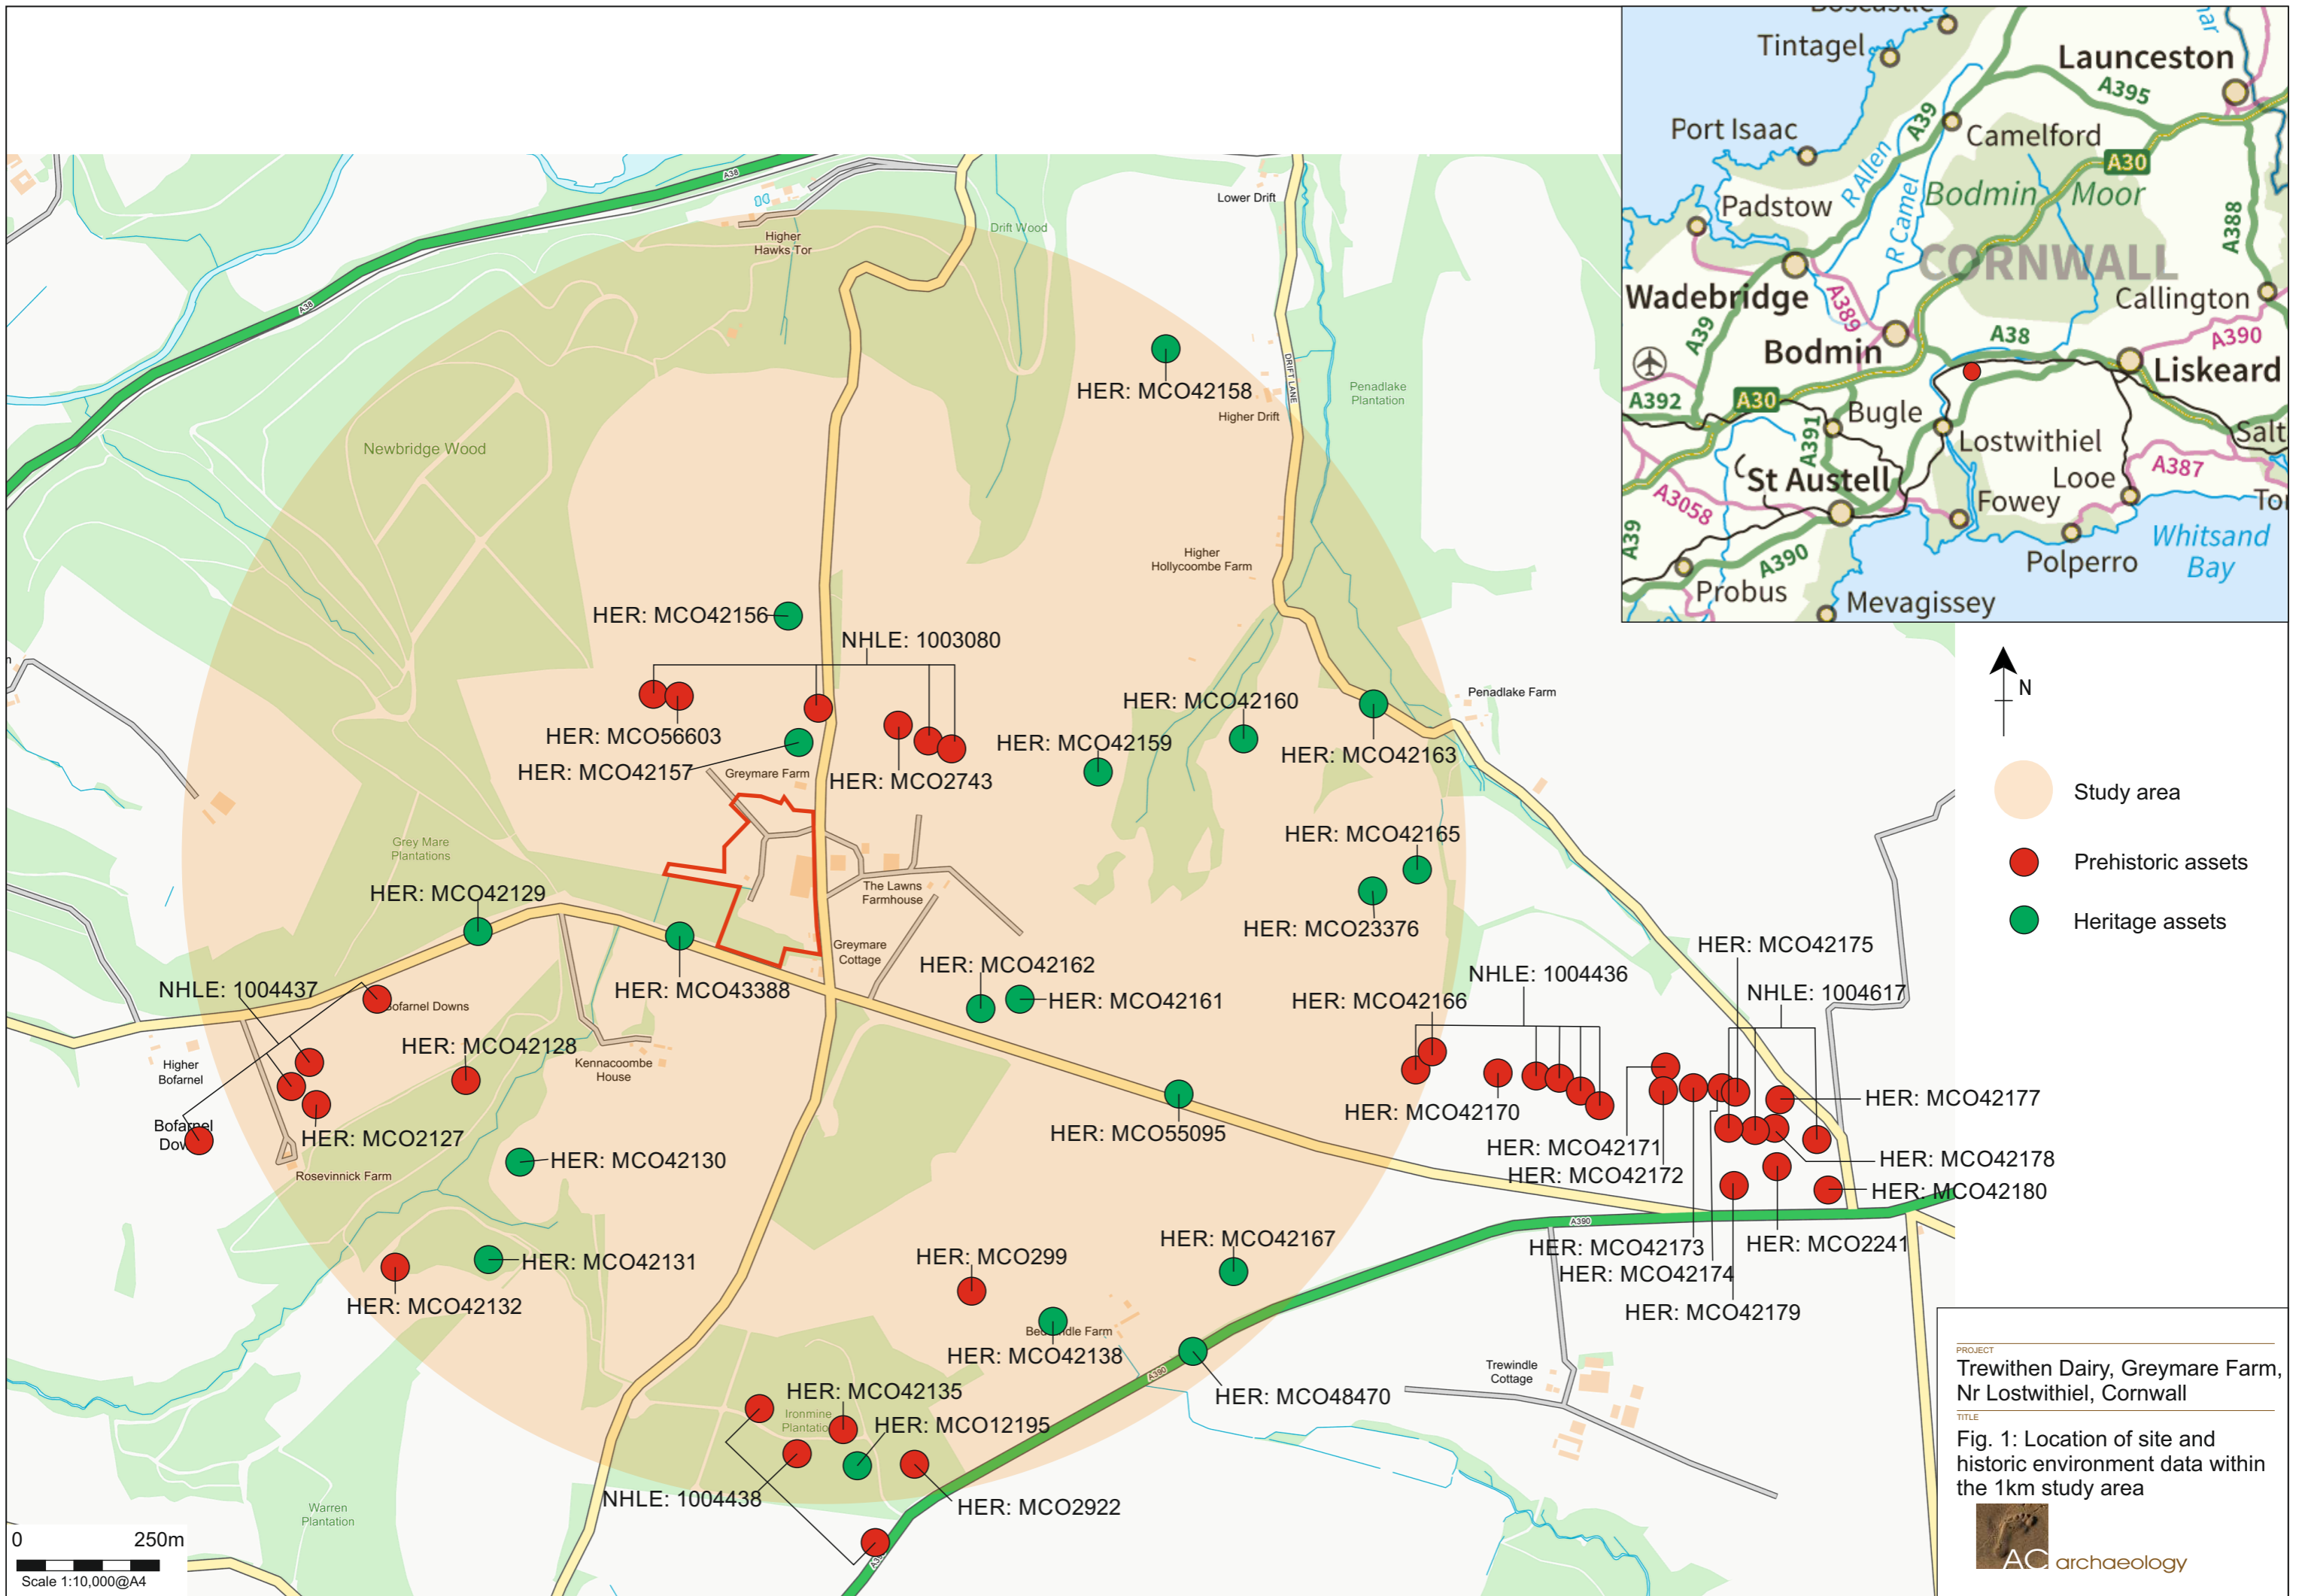 Boscastle
Tintagel
Launceston
A395
A39
Port Isaac
Camelford
R Allen
A30
R Camel
Bodmin Moor
Padstow
A388
CORNWALL
Wadebridge
A389
Callington
A39
A38
A390
Bodmin
Liskeard
A392
A30
Bugle
A391
Lostwithiel
Salt
Looe
A387
St Austell
A3058
Fowey
Tor
A39
A390
Polperro
Whitsand
Bay
Probus
Mevagissey
A38
Lower Drift
Higher
Hawks Tor
Drift Wood
A38
DRIFT LANE
HER: MCO42158
Penadlake
Plantation
Higher Drift
Newbridge Wood
Higher
Hollycoombe Farm
HER: MCO42156
NHLE: 1003080
N
Penadlake Farm
HER: MCO42160
HER: MCO56603
HER: MCO42159
HER: MCO42163
HER: MCO42157
Greymare Farm
HER: MCO2743
Study area
HER: MCO42165
Grey Mare
Plantations
Prehistoric assets
HER: MCO42129
The Lawns
Farmhouse
HER: MCO23376
Heritage assets
Greymare
Cottage
HER: MCO42175
HER: MCO42162
NHLE: 1004436
NHLE: 1004437
HER: MCO43388
HER: MCO42161
HER: MCO42166
NHLE: 1004617
Bofarnel Downs
HER: MCO42128
Higher
Bofarnel
Kennacoombe
House
HER: MCO42170
HER: MCO42177
Bofarnel
HER: MCO2127
HER: MCO55095
HER: MCO42171
HER: MCO42130
HER: MCO42178
Rosevinnick Farm
HER: MCO42172
HER: MCO42180
A390
HER: MCO42131
HER: MCO299
HER: MCO42167
HER: MCO42173
HER: MCO2241
HER: MCO42174
HER: MCO42132
HER: MCO42179
Farm
HER: MCO42138
Trewindle
Cottage
A390
HER: MCO42135
HER: MCO48470
Ironmine
Plantation
HER: MCO12195
NHLE: 1004438
HER: MCO2922
Warren
Plantation
0 250m
Scale 1:10,000@A4
PROJECT
Trewithen Dairy, Greymare Farm,
Nr Lostwithiel, Cornwall
TITLE
Fig. 1: Location of site and
historic environment data within
the 1km study area
AC archaeology